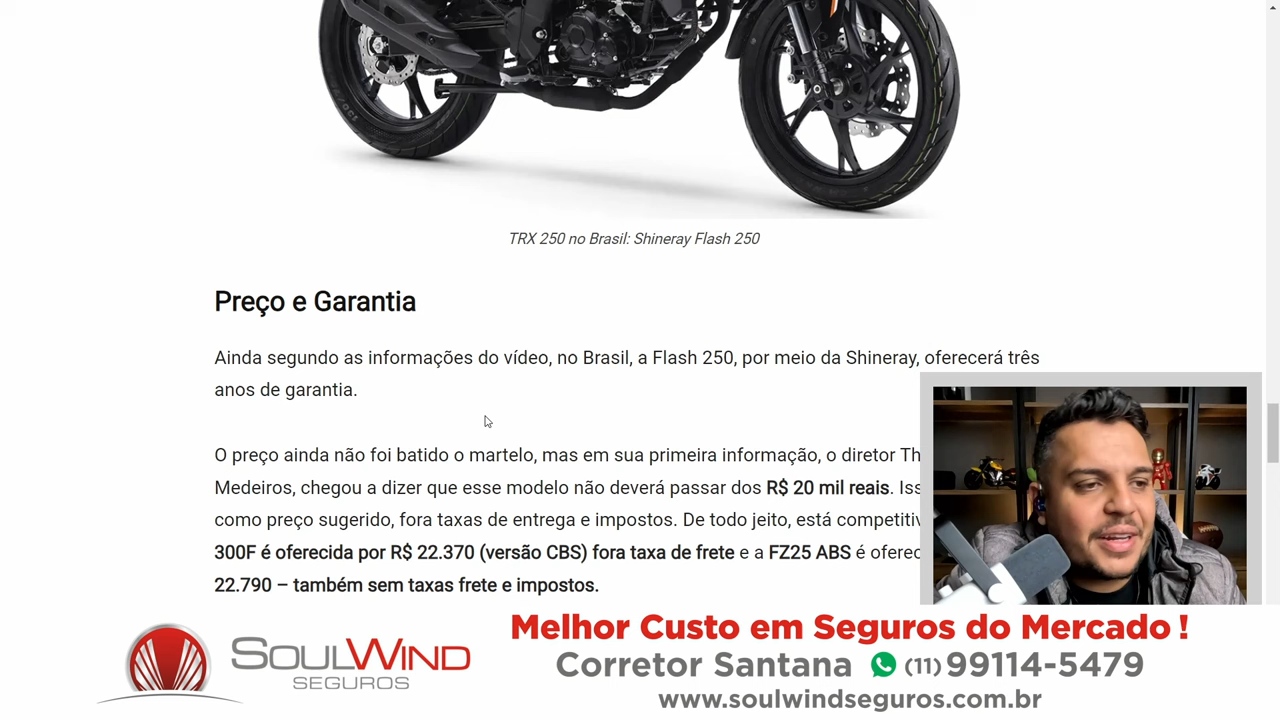 TRX 250 no Brasil: Shineray Flash 250
Preço e Garantia
Ainda segundo as informações do vídeo, no Brasil, a Flash 250, por meio da Shineray, oferecerá três
anos de garantia.
O preço ainda não foi batido o martelo, mas em sua primeira informação, o diretor Th
Medeiros, chegou a dizer que esse modelo não deverá passar dos R$ 20 mil reais. Iss
como preço sugerido, fora taxas de entrega e impostos. De todo jeito, está competitiv
300F é oferecida por R$ 22.370 (versão CBS) fora taxa de frete e a FZ25 ABS é oferec
22.790 – também sem taxas frete e impostos.
SOULWIND
SEGUROS
Melhor Custo em Seguros do Mercado !
Corretor Santana (11) 99114-5479
www.soulwindseguros.com.br